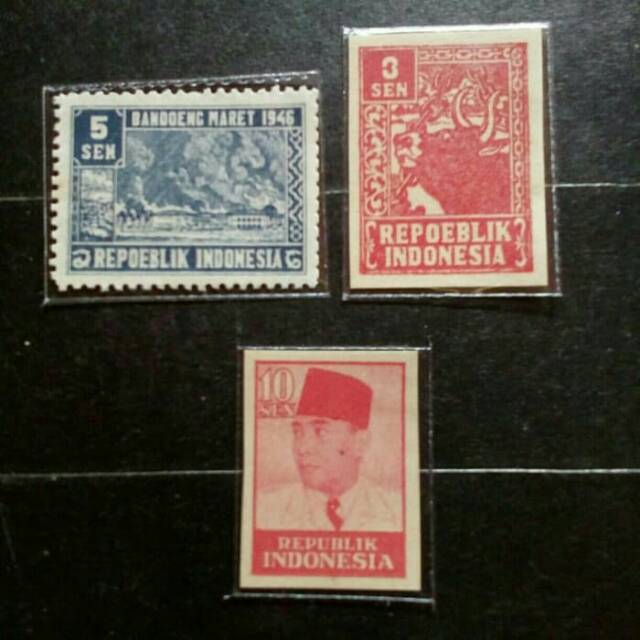 5
SEN
BANDOENG MARET 1946
REPOEBLIK INDONESIA
3
SEN
REPOEBLIK
INDONESIA
10
SEN
REPUBLIK
INDONESIA